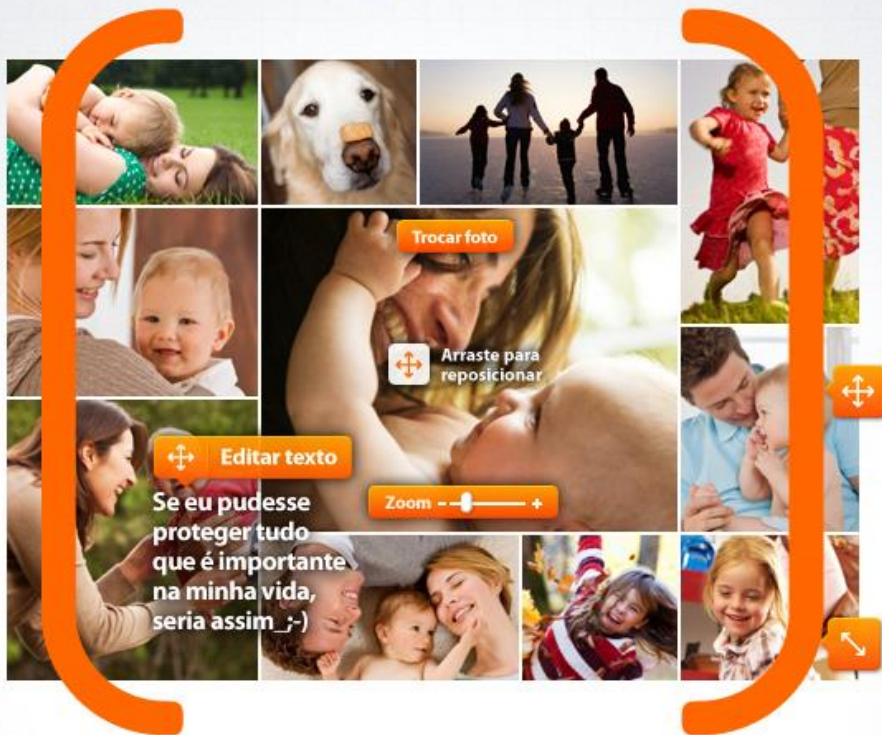 Trocar foto
Arraste para
reposicionar
Editar texto
Zoom - +
Se eu pudesse
proteger tudo
que é importante
na minha vida,
seria assim_;-)